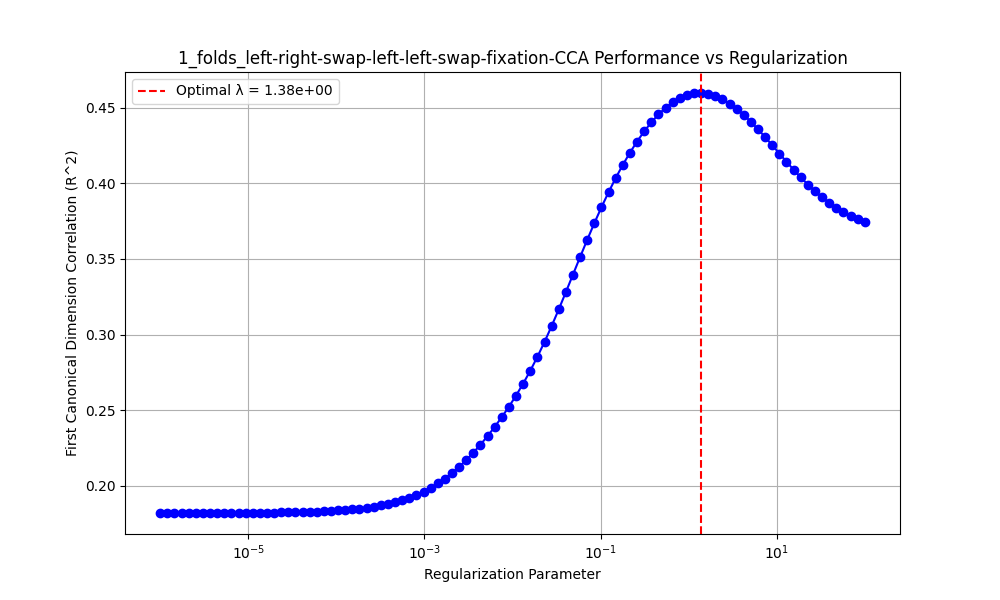 1_folds_left-right-swap-left-left-swap-fixation-CCA Performance vs Regularization
Optimal λ = 1.38e+00
First Canonical Dimension Correlation (R^2)
0.45
0.40
0.35
0.30
0.25
0.20
10⁻⁵
10⁻³
10⁻¹
10¹
Regularization Parameter